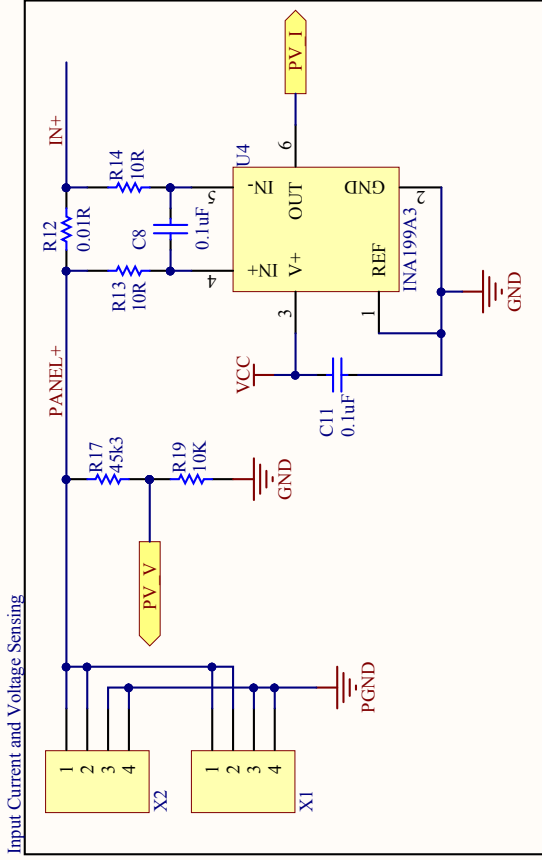 Input Current and Voltage Sensing
PANEL+
IN+
R12
0.01R
R17
45k3
R13
10R
R14
10R
C8
0.1uF
PV_V
R19
10K
GND
VCC
C11
0.1uF
4
5
IN+
IN-
U4
3
V+
OUT
6
PV_I
1
REF
GND
2
INA199A3
GND
X2
1
2
3
4
X1
1
2
3
4
PGND